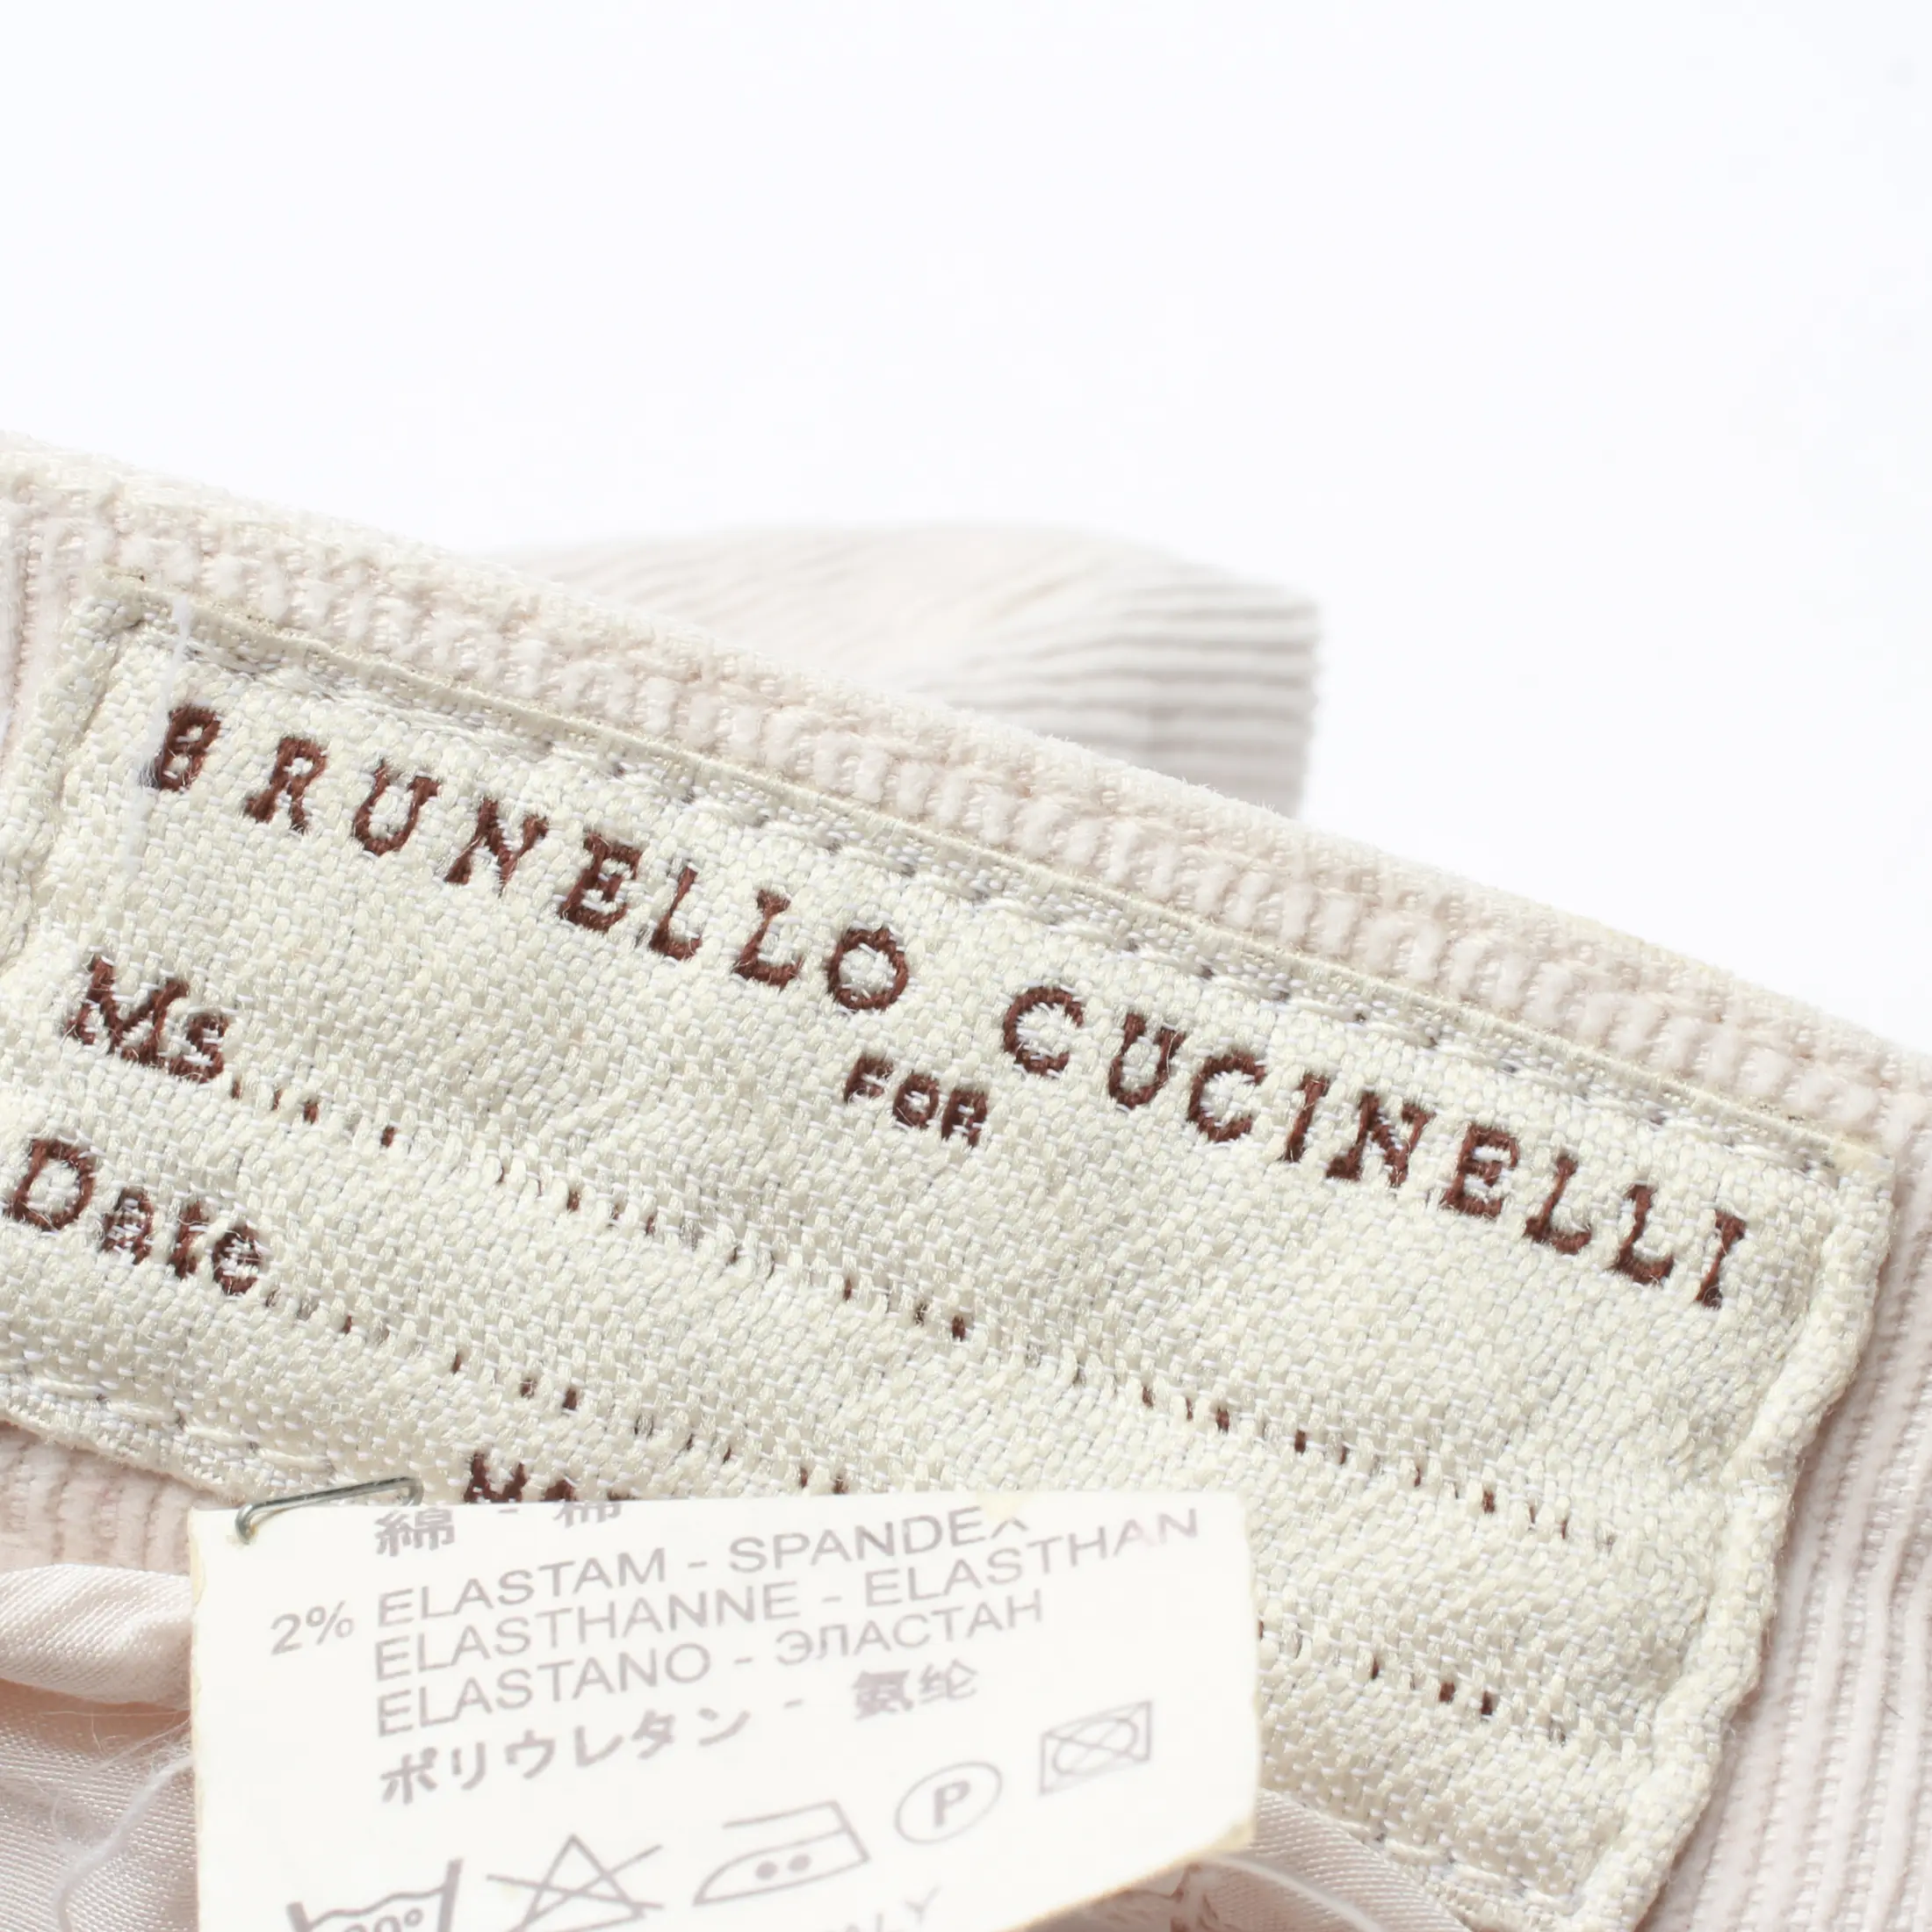 BRUNELLO CUCINELLI
FOR
Ms
Date
綿 - 棉
2% ELASTAM - SPANDEX
ELASTHANNE - ELASTHAN
ELASTANO - ЭЛАСТАН
ポリウレタン - 氨纶
P